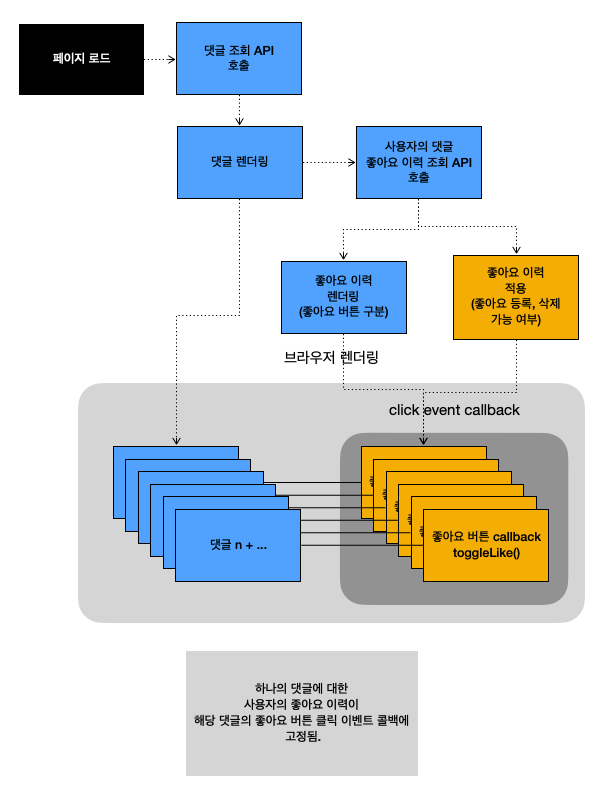 페이지 로드
댓글 조회 API
호출
댓글 렌더링
사용자의 댓글
좋아요 이력 조회 API
호출
좋아요 이력
렌더링
(좋아요 버튼 구분)
좋아요 이력
적용
(좋아요 등록, 삭제
가능 여부)
브라우저 렌더링
click event callback
댓글 n + ...
좋아요 버튼 callback
toggleLike()
하나의 댓글에 대한
사용자의 좋아요 이력이
해당 댓글의 좋아요 버튼 클릭 이벤트 콜백에
고정됨.